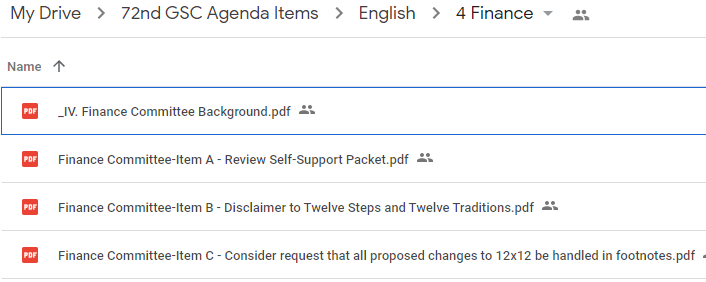 My Drive > 72nd GSC Agenda Items > English > 4 Finance
Name
PDF _IV. Finance Committee Background.pdf
PDF Finance Committee-Item A - Review Self-Support Packet.pdf
PDF Finance Committee-Item B - Disclaimer to Twelve Steps and Twelve Traditions.pdf
PDF Finance Committee-Item C - Consider request that all proposed changes to 12x12 be handled in footnotes.pdf